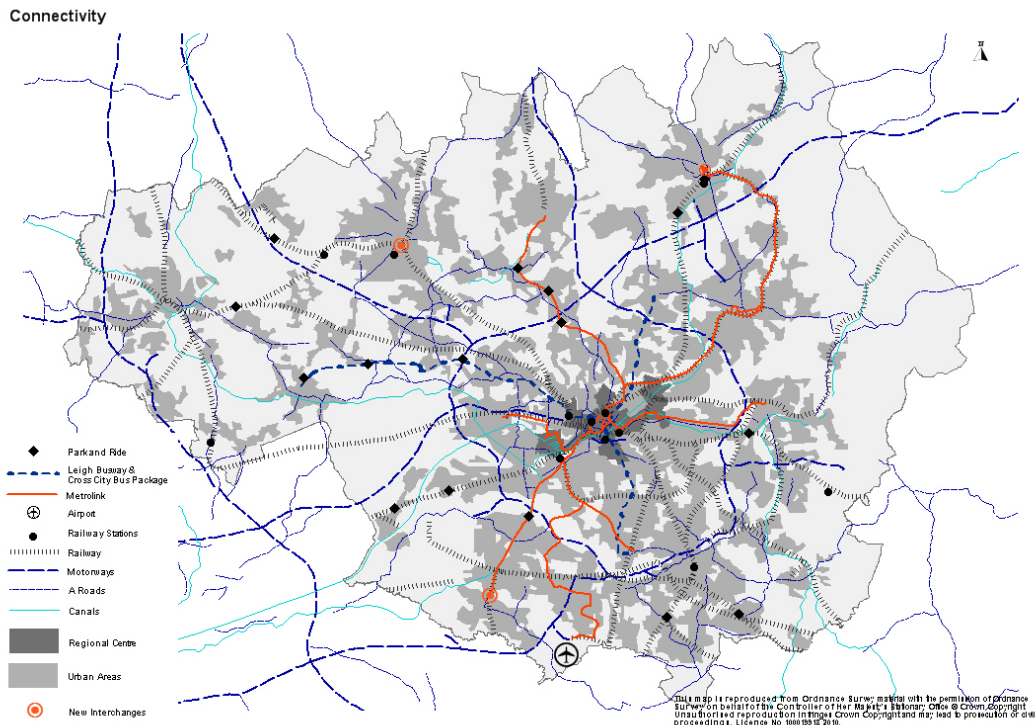 Connectivity
N
Park and Ride
Leigh Busway &
Cross City Bus Package
Metrolink
Airport
Railway Stations
Railway
Motorways
A Roads
Canals
Regional Centre
Urban Areas
New Interchanges
This map is reproduced from Ordnance Survey material with the permission of Ordnance
Survey on behalf of the Controller of Her Majesty's Stationary Office © Crown Copyright
Unauthorised reproduction infringes Crown Copyright and may lead to prosecution or civil
proceedings. Licence No 2010.